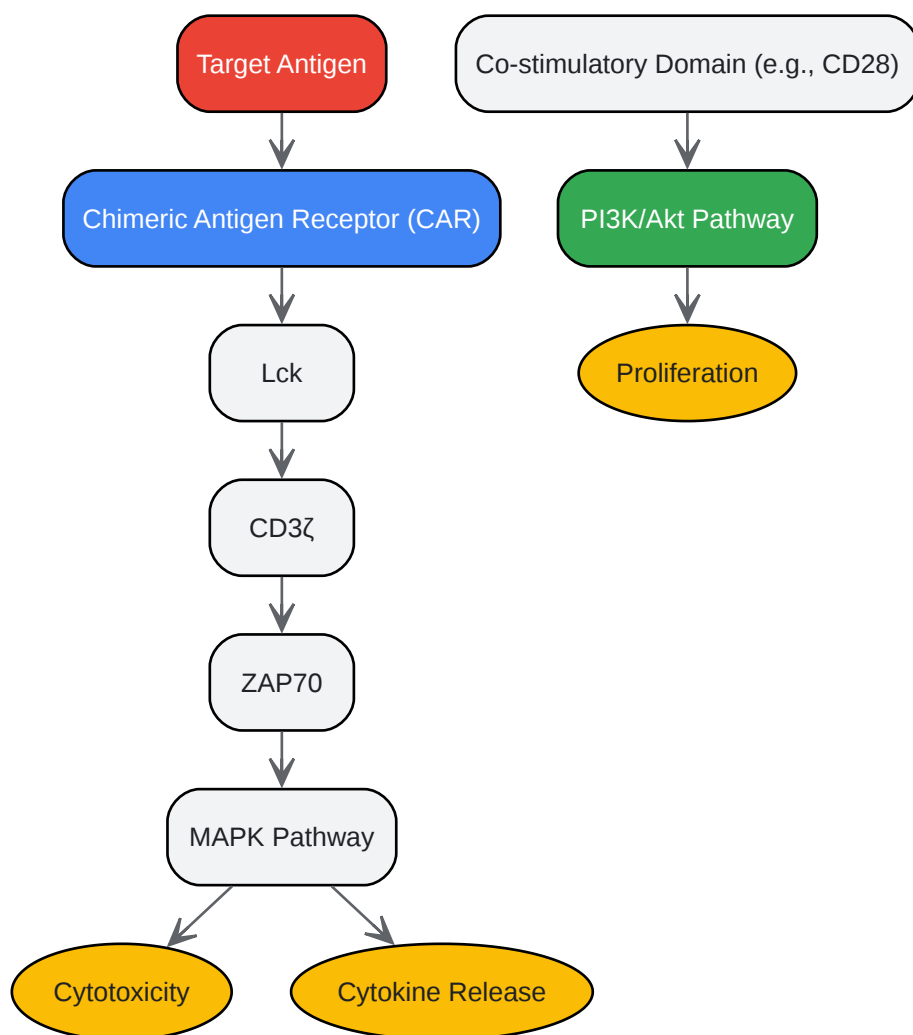 Target Antigen
Co-stimulatory Domain (e.g., CD28)
Chimeric Antigen Receptor (CAR)
PI3K/Akt Pathway
Lck
Proliferation
CD3ζ
ZAP70
MAPK Pathway
Cytotoxicity
Cytokine Release